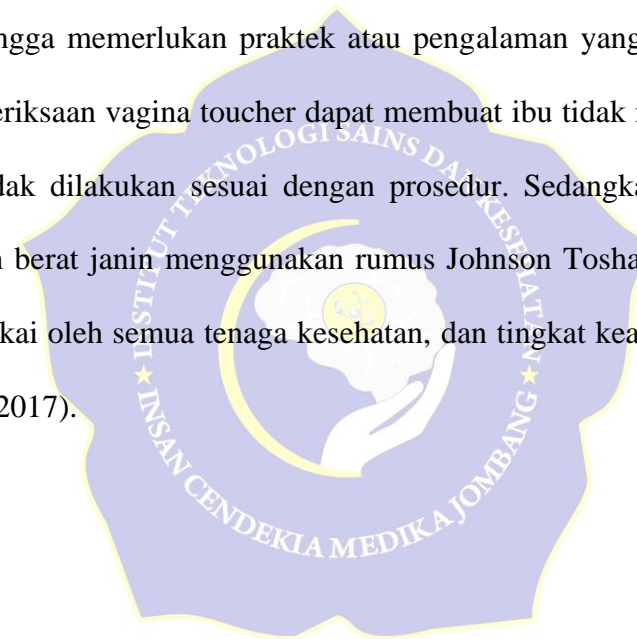 ngga memerlukan praktek atau pengalaman yang
eriksaan vagina toucher dapat membuat ibu tidak
dak dilakukan sesuai dengan prosedur. Sedangka
berat janin menggunakan rumus Johnson Tosha
kai oleh semua tenaga kesehatan, dan tingkat kea
2017).
INSTITUT TEKNOLOGI SAINS DAN KESEHATAN
INSAN CENDEKIA MEDIKA JOMBANG